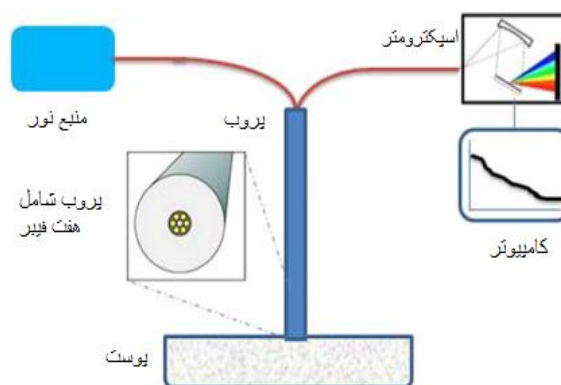 اسپکترومتر
منبع نور
پروب
پروب شامل
هفت فیبر
کامپیوتر
پوست